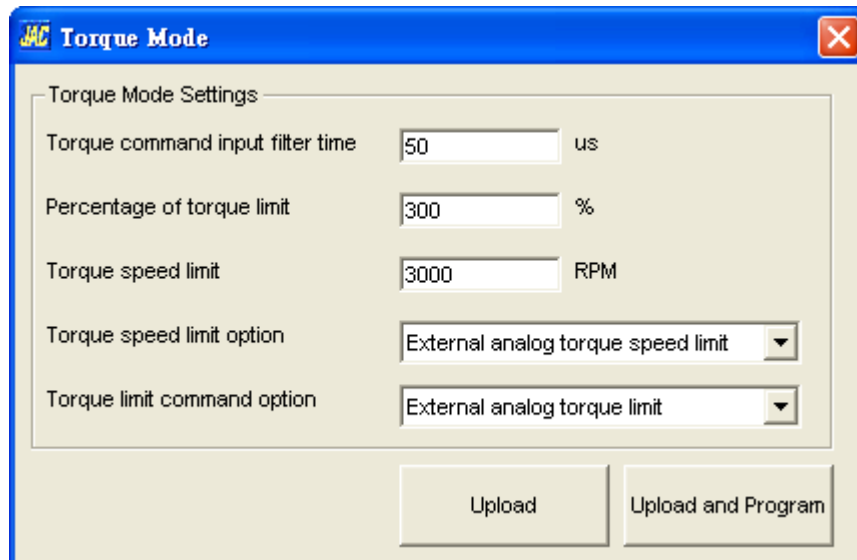 JAC Torque Mode
Torque Mode Settings
Torque command input filter time 50 us
Percentage of torque limit 300 %
Torque speed limit 3000 RPM
Torque speed limit option External analog torque speed limit
Torque limit command option External analog torque limit
Upload Upload and Program